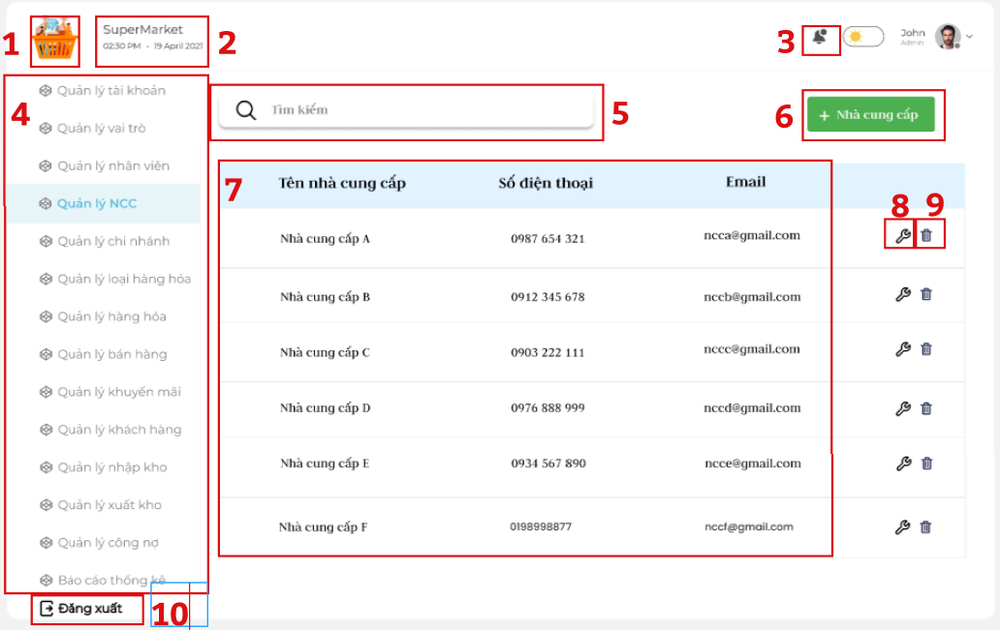 1
SuperMarket
02:30 PM • 19 April 2021
2
3
John
Admin
4
Quản lý tài khoản
Quản lý vai trò
Quản lý nhân viên
Quản lý NCC
Quản lý chi nhánh
Quản lý loại hàng hóa
Quản lý hàng hóa
Quản lý bán hàng
Quản lý khuyến mãi
Quản lý khách hàng
Quản lý nhập kho
Quản lý xuất kho
Quản lý công nợ
Báo cáo thống kê
Đăng xuất
10
Tìm kiếm
5
6
+ Nhà cung cấp
7
Tên nhà cung cấp Số điện thoại Email
8 9
Nhà cung cấp A 0987 654 321 ncca@gmail.com
Nhà cung cấp B 0912 345 678 nccb@gmail.com
Nhà cung cấp C 0903 222 111 nccc@gmail.com
Nhà cung cấp D 0976 888 999 nccd@gmail.com
Nhà cung cấp E 0934 567 890 ncce@gmail.com
Nhà cung cấp F 0198998877 nccf@gmail.com